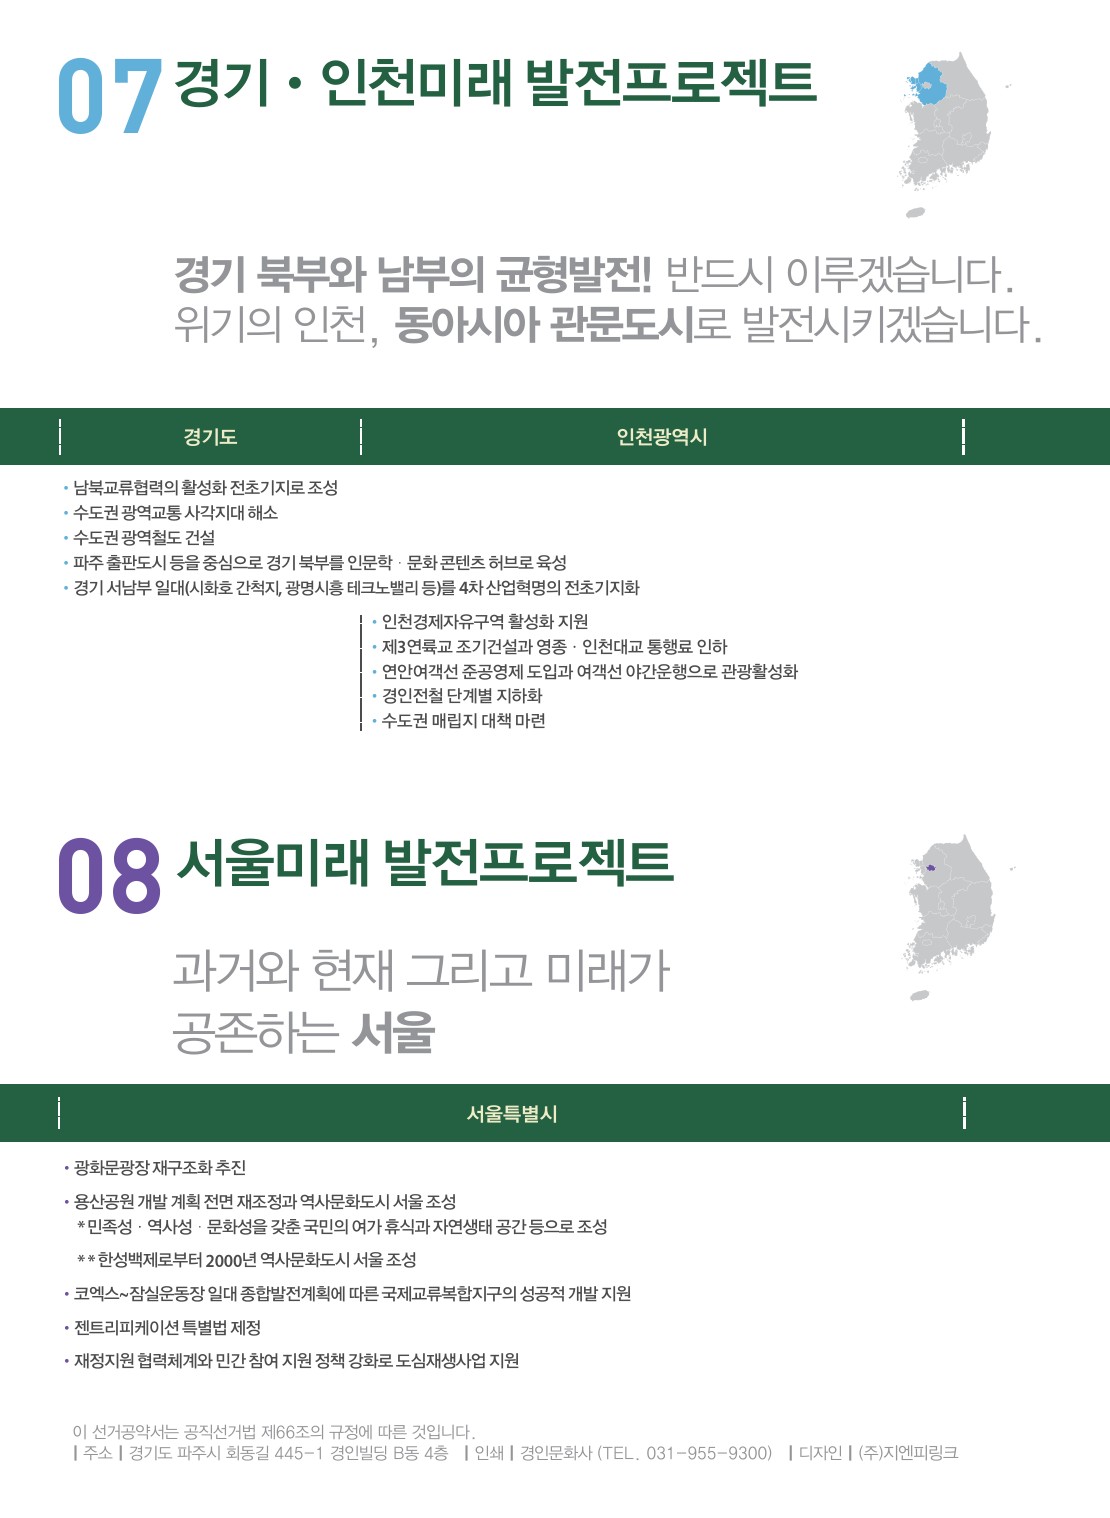 07 경기·인천미래 발전프로젝트
경기 북부와 남부의 균형발전! 반드시 이루겠습니다.
위기의 인천, 동아시아 관문도시로 발전시키겠습니다.
경기도 인천광역시
• 남북교류협력의 활성화 전초기지로 조성
• 수도권 광역교통 사각지대 해소
• 수도권 광역철도 건설
• 파주 출판도시 등을 중심으로 경기 북부를 인문학 · 문화 콘텐츠 허브로 육성
• 경기 서남부 일대(시화호 간척지, 광명시흥 테크노밸리 등)를 4차 산업혁명의 전초기지화
• 인천경제자유구역 활성화 지원
• 제3연륙교 조기건설과 영종 · 인천대교 통행료 인하
• 연안여객선 준공영제 도입과 여객선 야간운행으로 관광활성화
• 경인전철 단계별 지하화
• 수도권 매립지 대책 마련
08 서울미래 발전프로젝트
과거와 현재 그리고 미래가
공존하는 서울
서울특별시
• 광화문광장 재구조화 추진
• 용산공원 개발 계획 전면 재조정과 역사문화도시 서울 조성
*민족성 · 역사성 · 문화성을 갖춘 국민의 여가 휴식과 자연생태 공간 등으로 조성
**한성백제로부터 2000년 역사문화도시 서울 조성
• 코엑스~잠실운동장 일대 종합발전계획에 따른 국제교류복합지구의 성공적 개발 지원
• 젠트리피케이션 특별법 제정
• 재정지원 협력체계와 민간 참여 지원 정책 강화로 도심재생사업 지원
이 선거공약서는 공직선거법 제66조의 규정에 따른 것입니다.
| 주소 | 경기도 파주시 회동길 445-1 경인빌딩 B동 4층 | 인쇄 | 경인문화사 (TEL. 031-955-9300) | 디자인 | (주)지엔피링크